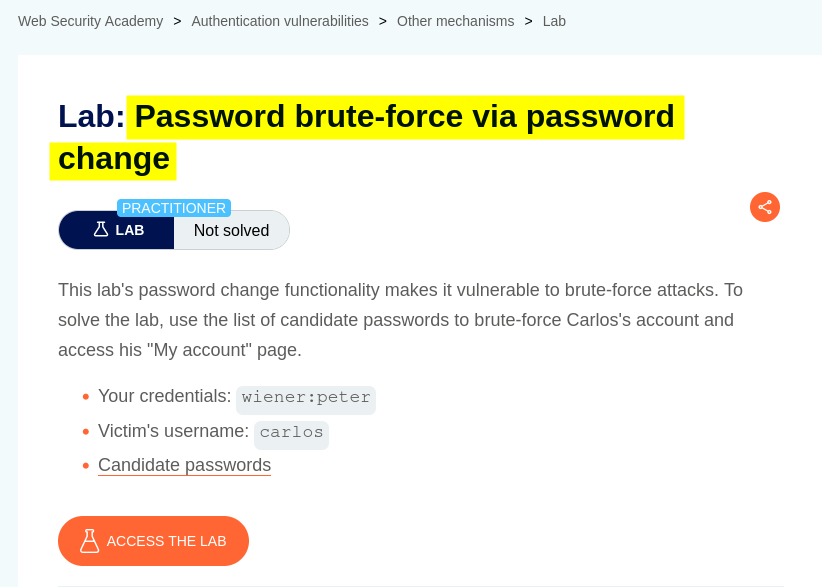 Web Security Academy > Authentication vulnerabilities > Other mechanisms > Lab
Lab: Password brute-force via password
change
PRACTITIONER
LAB Not solved
This lab's password change functionality makes it vulnerable to brute-force attacks. To
solve the lab, use the list of candidate passwords to brute-force Carlos's account and
access his "My account" page.
• Your credentials: wiener:peter
• Victim's username: carlos
• Candidate passwords
ACCESS THE LAB